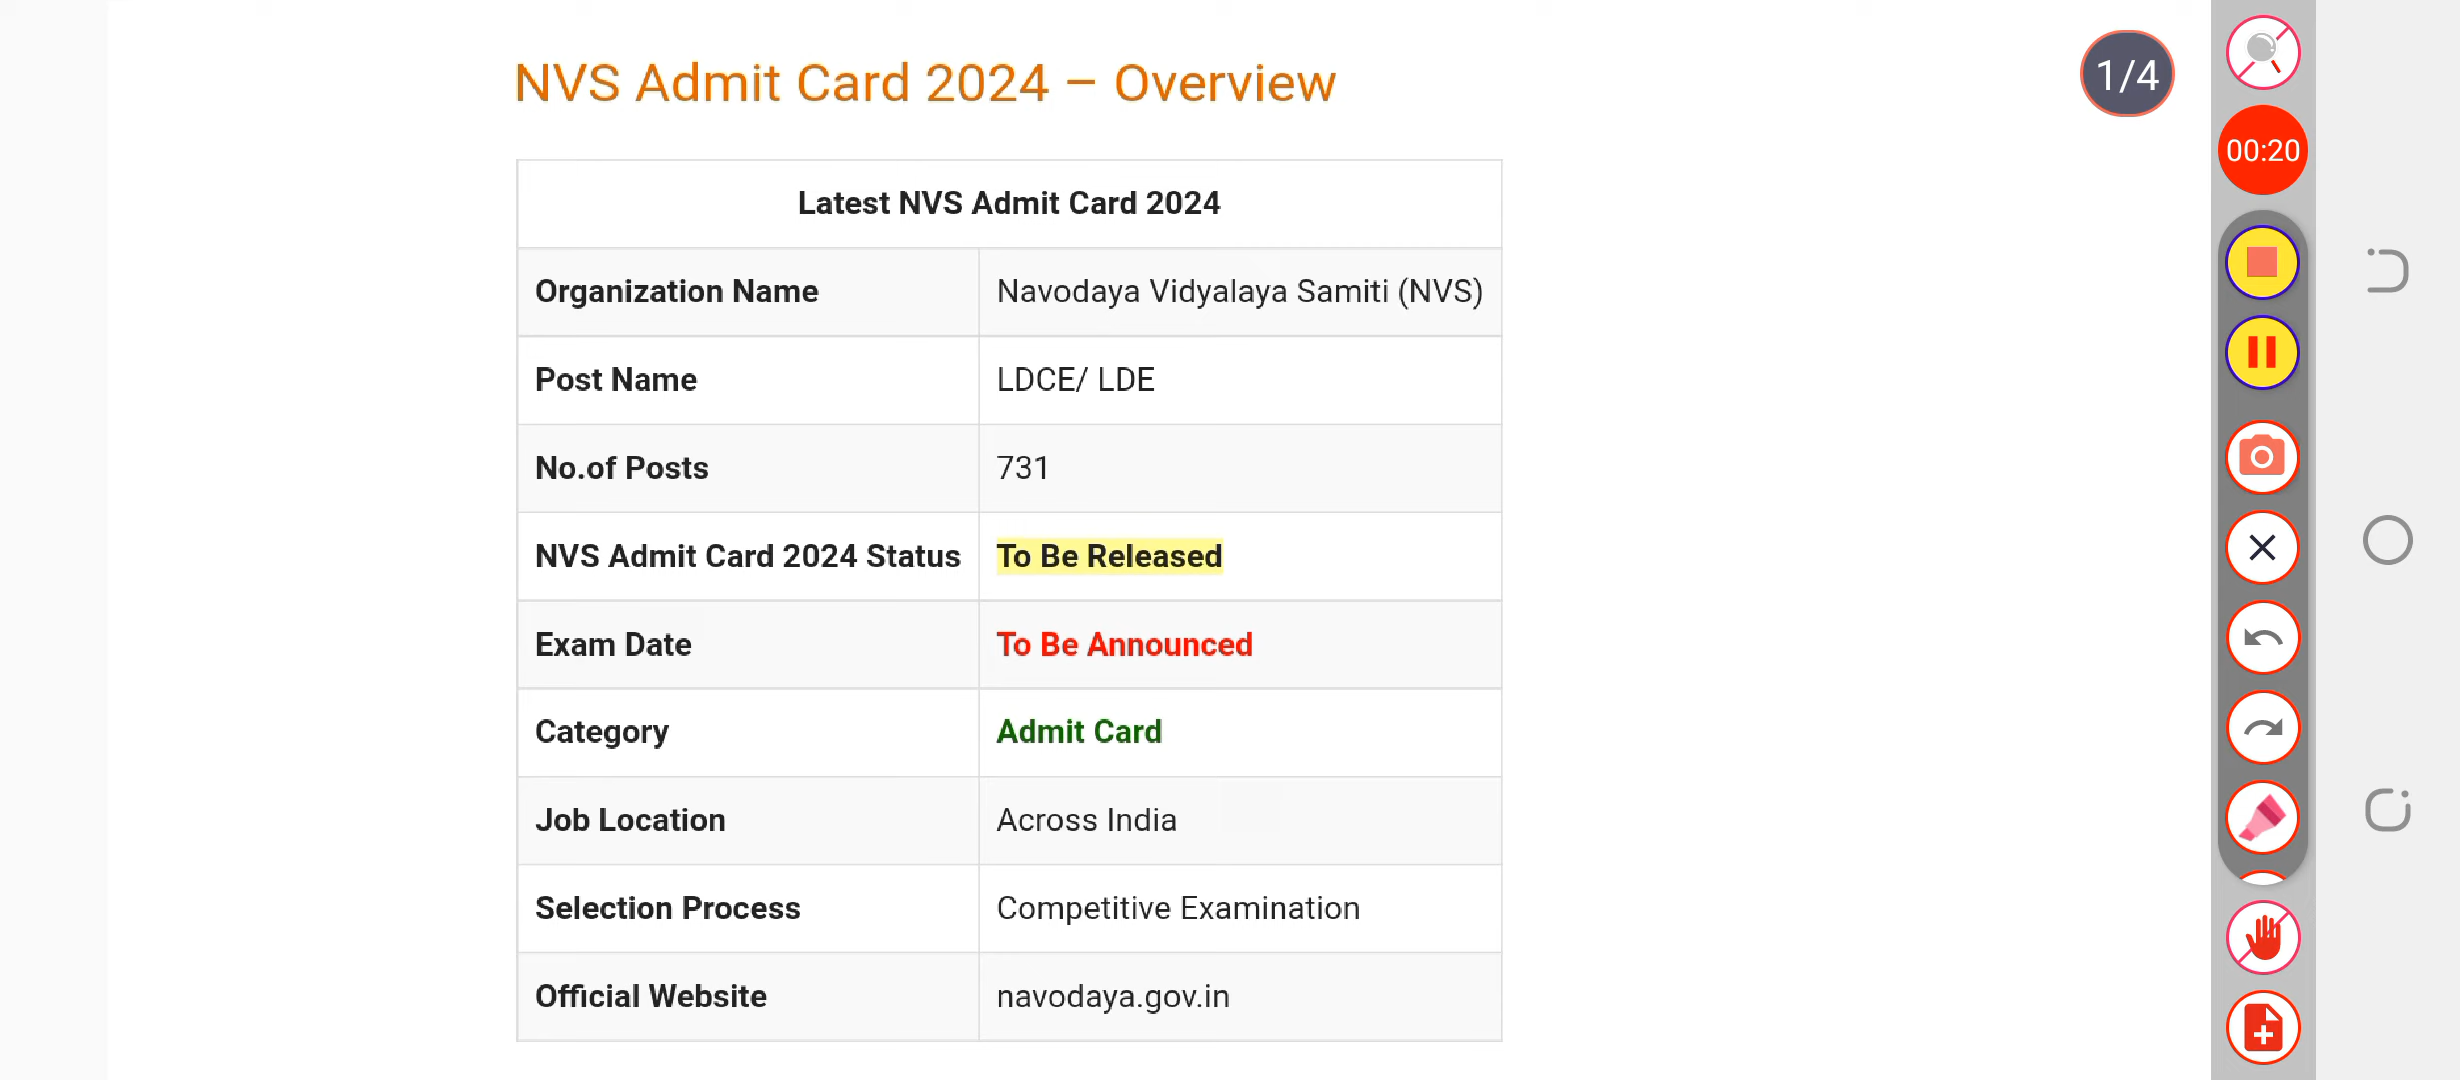 NVS Admit Card 2024 – Overview
1/4
00:20
Latest NVS Admit Card 2024
Organization Name Navodaya Vidyalaya Samiti (NVS)
Post Name LDCE/ LDE
No.of Posts 731
NVS Admit Card 2024 Status To Be Released
Exam Date To Be Announced
Category Admit Card
Job Location Across India
Selection Process Competitive Examination
Official Website navodaya.gov.in